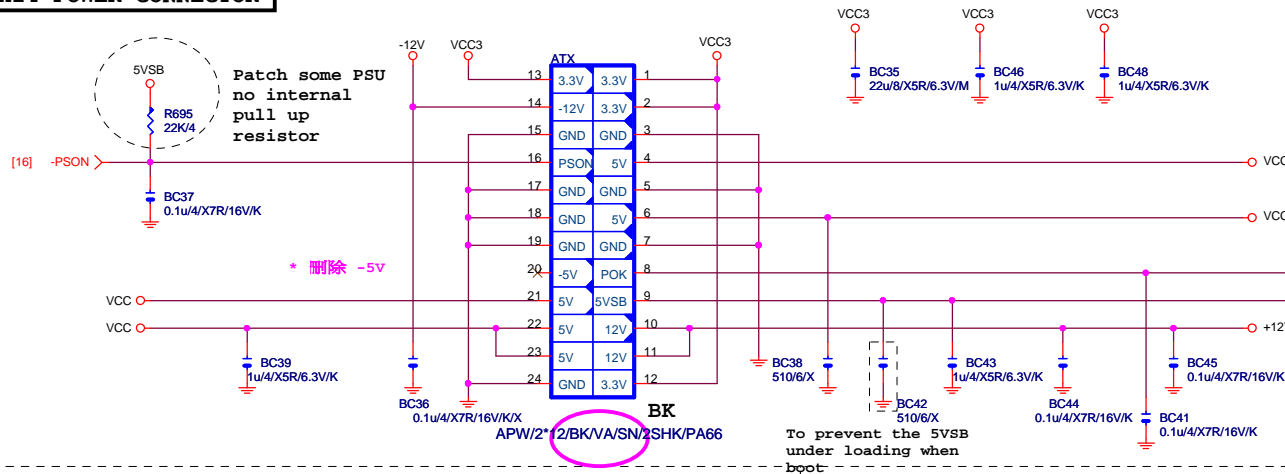 VCC3
VCC3
VCC3
-12V
VCC3
VCC3
5VSB
Patch some PSU
no internal
pull up
resistor
R695
22K/4
BC35
22u/8/X5R/6.3V/M
BC46
1u/4/X5R/6.3V/K
BC48
1u/4/X5R/6.3V/K
ATX
13 3.3V 3.3V 1
14 -12V 3.3V 2
15 GND GND 3
[16] -PSON
16 PSON 5V 4
17 GND GND 5
18 GND 5V 6
19 GND GND 7
20 -5V POK 8
21 5V 5VSB 9
22 5V 12V 10
23 5V 12V 11
24 GND 3.3V 12
BC37
0.1u/4/X7R/16V/K
* 删除 -5V
VCC
VCC
BC39
1u/4/X5R/6.3V/K
BC36
0.1u/4/X7R/16V/K/X
BK
APW/2*12/BK/VA/SN/2SHK/PA66
BC38
510/6/X
BC42
510/6/X
BC43
1u/4/X5R/6.3V/K
BC44
0.1u/4/X7R/16V/K
BC45
0.1u/4/X7R/16V/K
BC41
0.1u/4/X7R/16V/K
To prevent the 5VSB
under loading when
boot